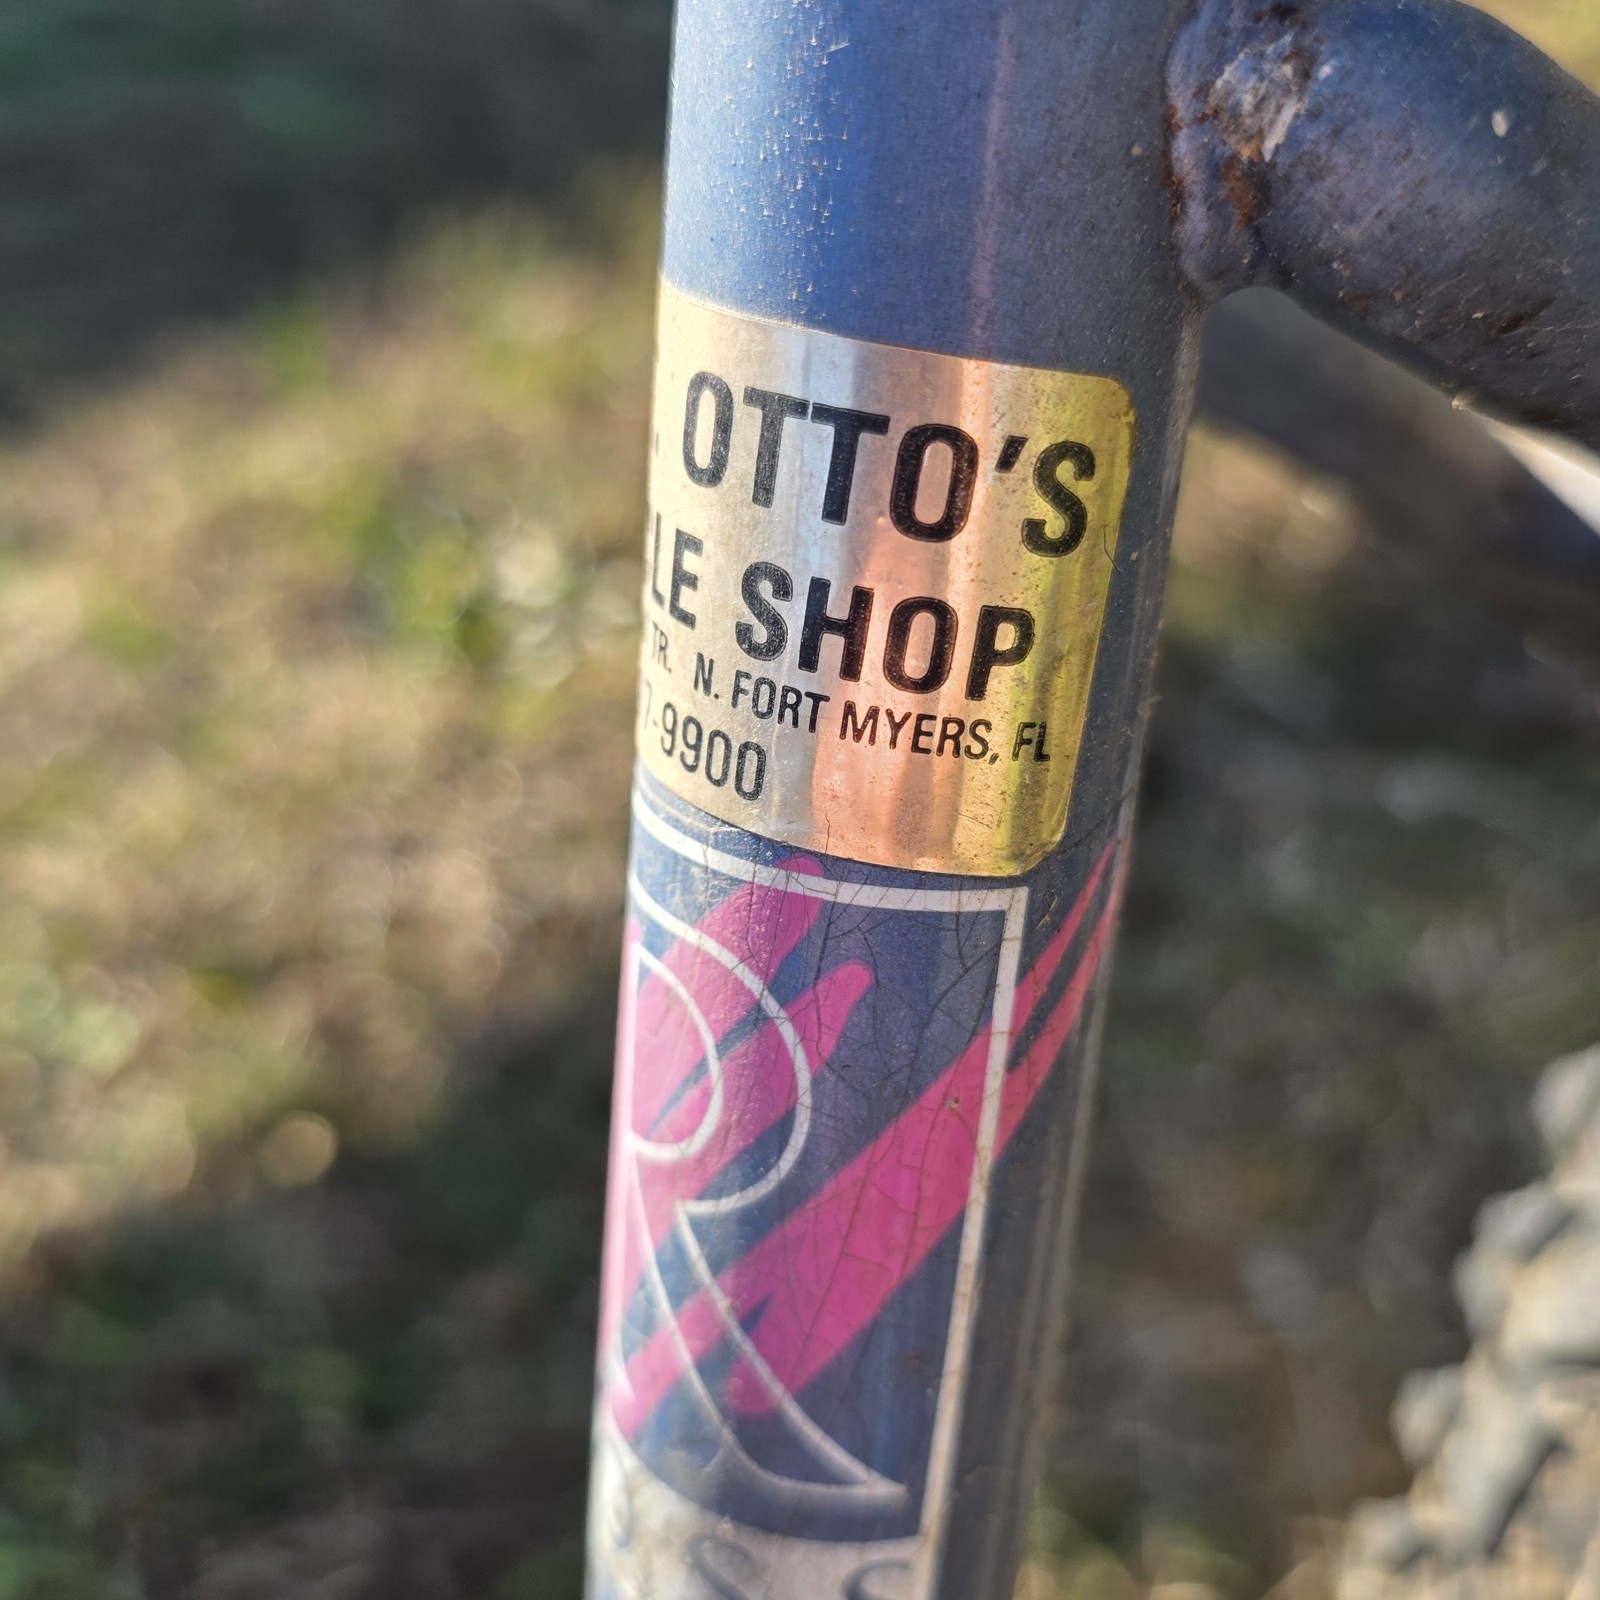 OTTO'S
LE SHOP
TR. N. FORT MYERS, FL
7-9900
R